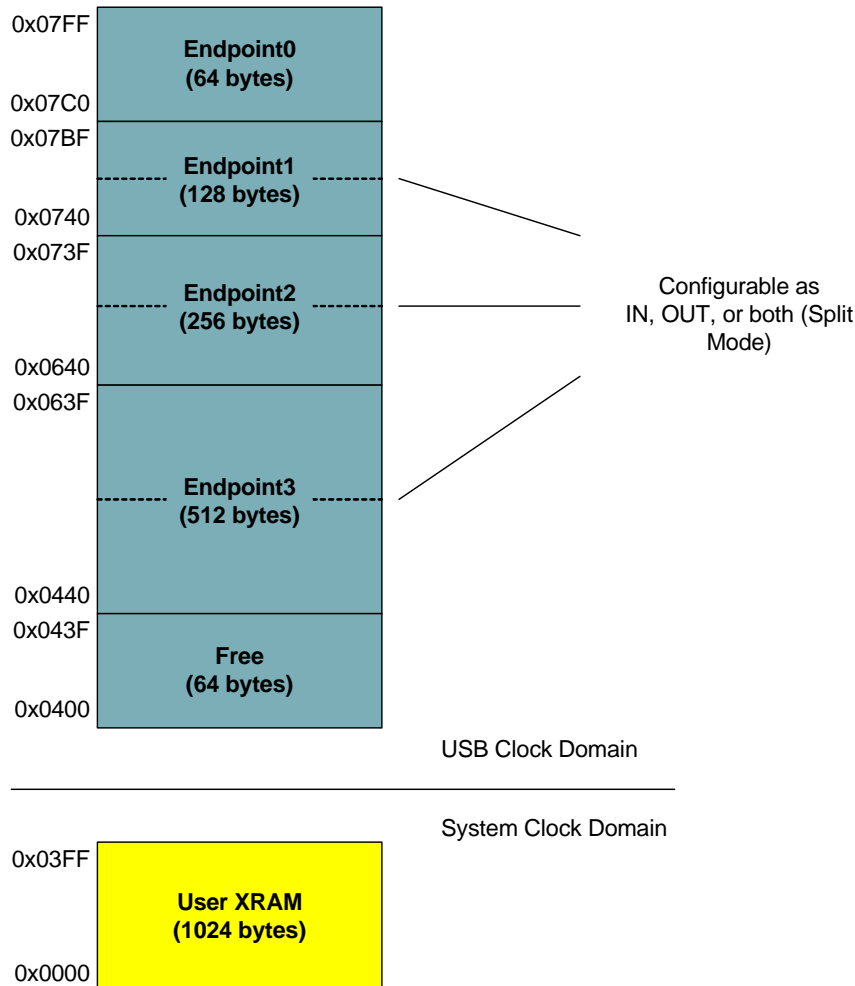 0x07FF
Endpoint0
(64 bytes)
0x07C0
0x07BF
Endpoint1
(128 bytes)
0x0740
0x073F
Endpoint2
(256 bytes)
0x0640
0x063F
Endpoint3
(512 bytes)
0x0440
0x043F
Free
(64 bytes)
0x0400
Configurable as
IN, OUT, or both (Split
Mode)
USB Clock Domain
System Clock Domain
0x03FF
User XRAM
(1024 bytes)
0x0000